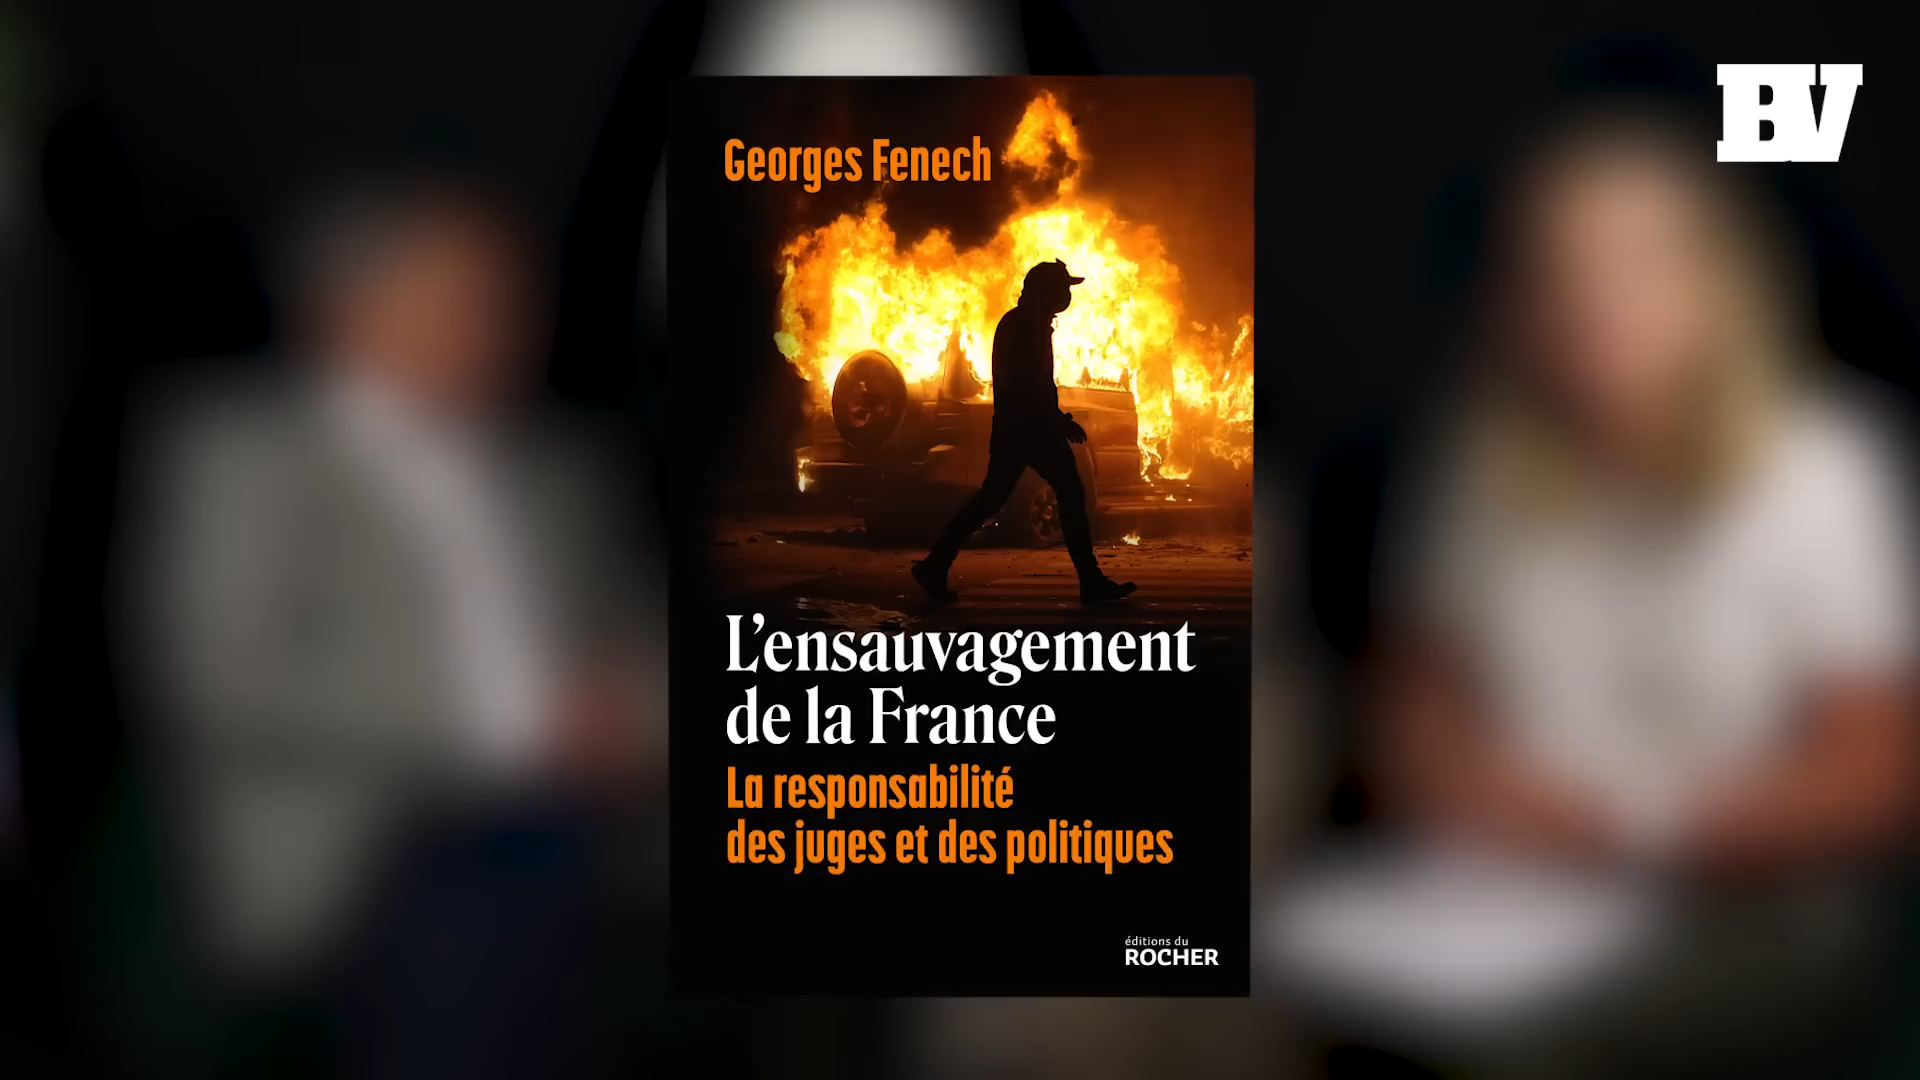 BV
Georges Fenech
L'ensauvagement
de la France
La responsabilité
des juges et des politiques
éditions du
ROCHER